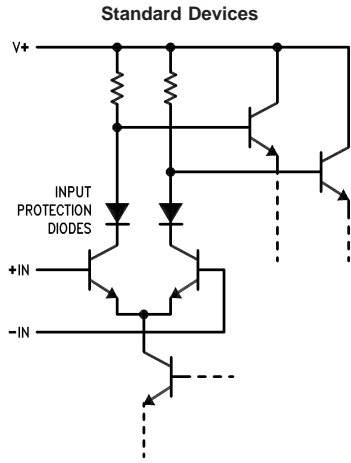 Standard Devices
V+
INPUT
PROTECTION
DIODES
+IN
−IN